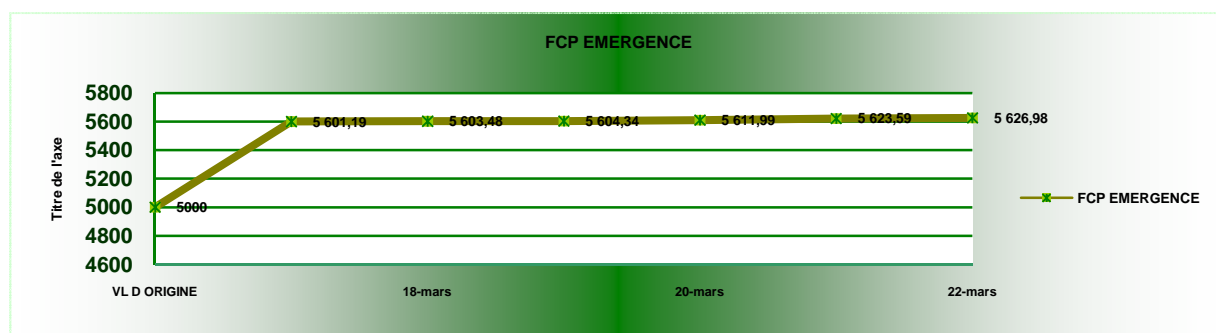 FCP EMERGENCE
Titre de l'axe
5800
5600
5400
5200
5000
4800
4600
5000
5 601,19
5 603,48
5 604,34
5 611,99
5 623,59
5 626,98
VL D ORIGINE
18-mars
20-mars
22-mars
FCP EMERGENCE